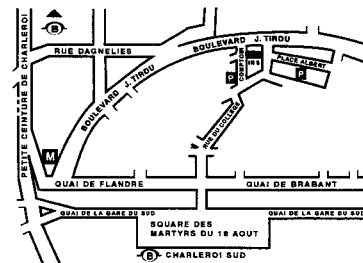 B
RUE DAGNELIES
BOULEVARD J. TIROU
BOULEVARD J. TIROU
PETITE CEINTURE DE CHARLEROI
COMPTOIR
P
PLACE ALBERT
P
RUE DU COLLEGE
M
QUAI DE FLANDRE
QUAI DE BRABANT
QUAI DE LA GARE DU SUD
QUAI DE LA GARE DU SUD
SQUARE DES
MARTYRS DU 18 AOUT
B CHARLEROI SUD